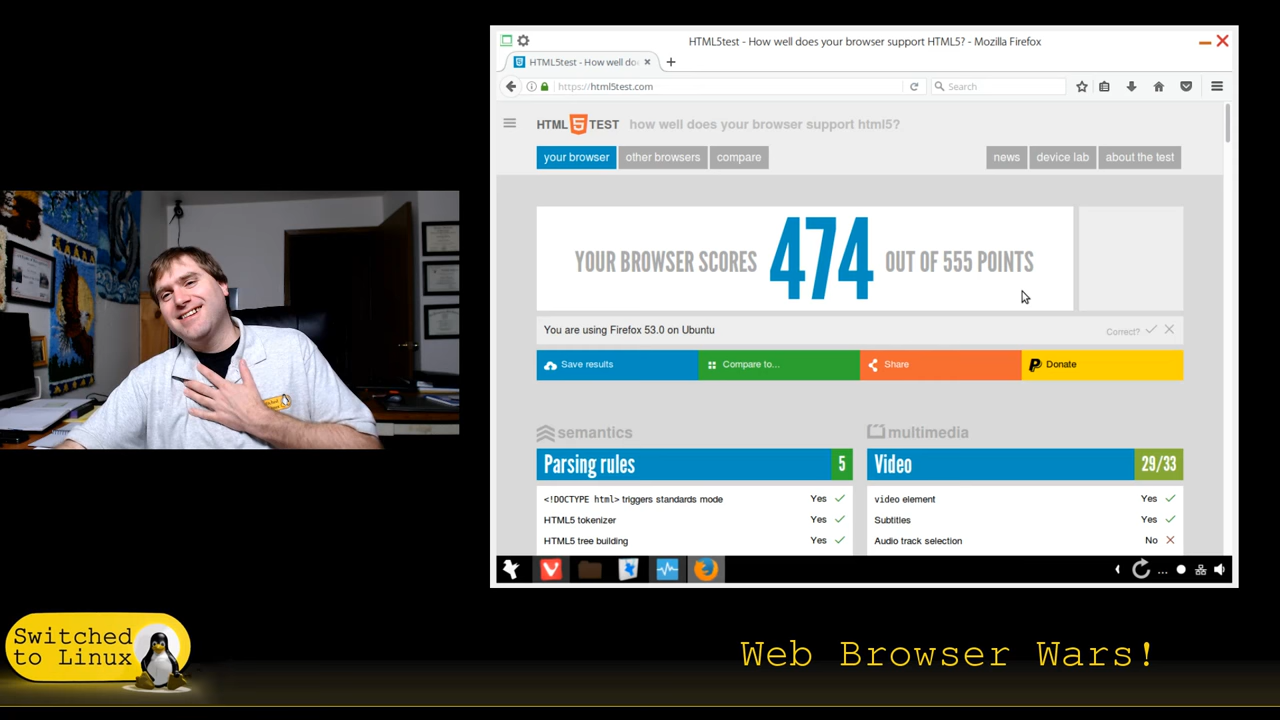 HTML5test - How well does your browser support HTML5? - Mozilla Firefox
HTML5test - How well do
https://html5test.com
Search
HTML 5 TEST how well does your browser support html5?
your browser other browsers compare news device lab about the test
YOUR BROWSER SCORES 474 OUT OF 555 POINTS
You are using Firefox 53.0 on Ubuntu Correct?
Save results Compare to... Share Donate
semantics multimedia
Parsing rules 5 Video 29/33
<!DOCTYPE html> triggers standards mode Yes video element Yes
HTML5 tokenizer Yes Subtitles Yes
HTML5 tree building Yes Audio track selection No
Switched
to Linux
Web Browser Wars!